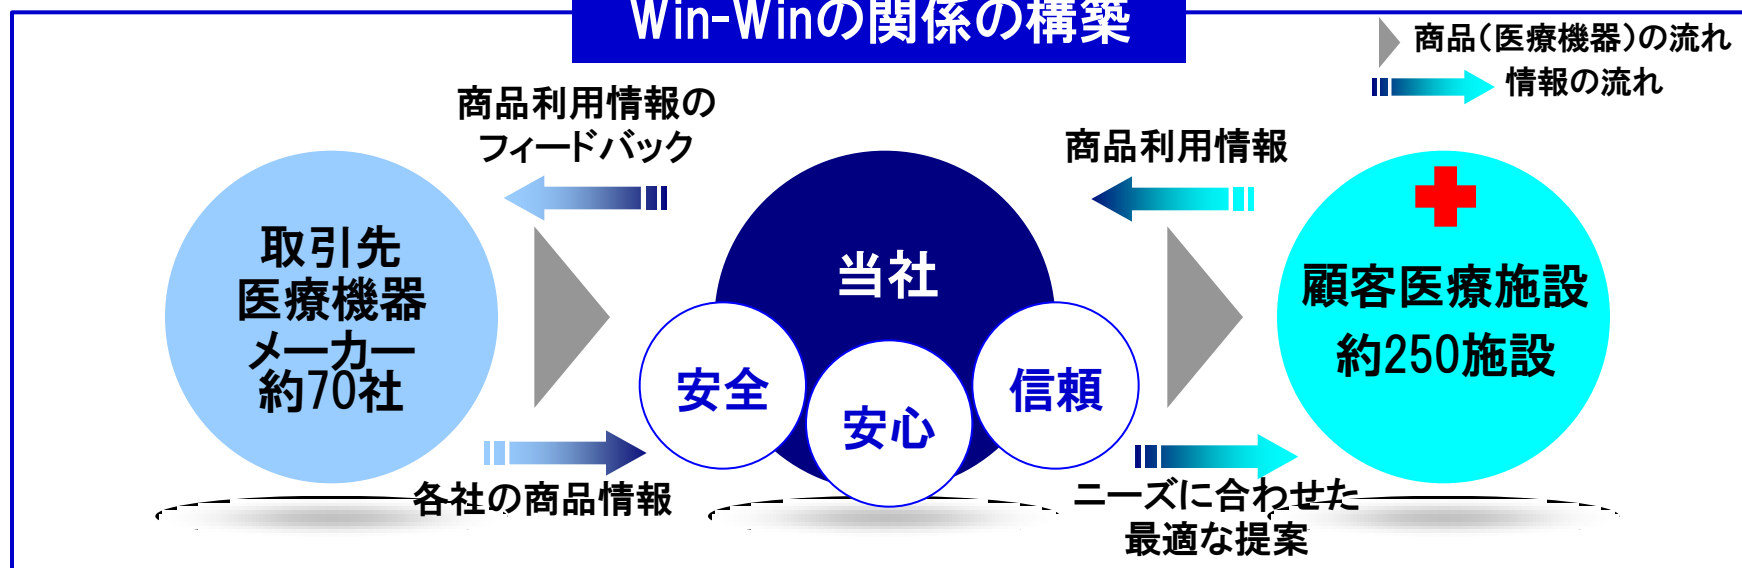 Win-Winの関係の構築
商品(医療機器)の流れ
情報の流れ
商品利用情報の
フィードバック
商品利用情報
取引先
医療機器
メーカー
約70社
当社
安全
安心
信頼
顧客医療施設
約250施設
各社の商品情報
ニーズに合わせた
最適な提案